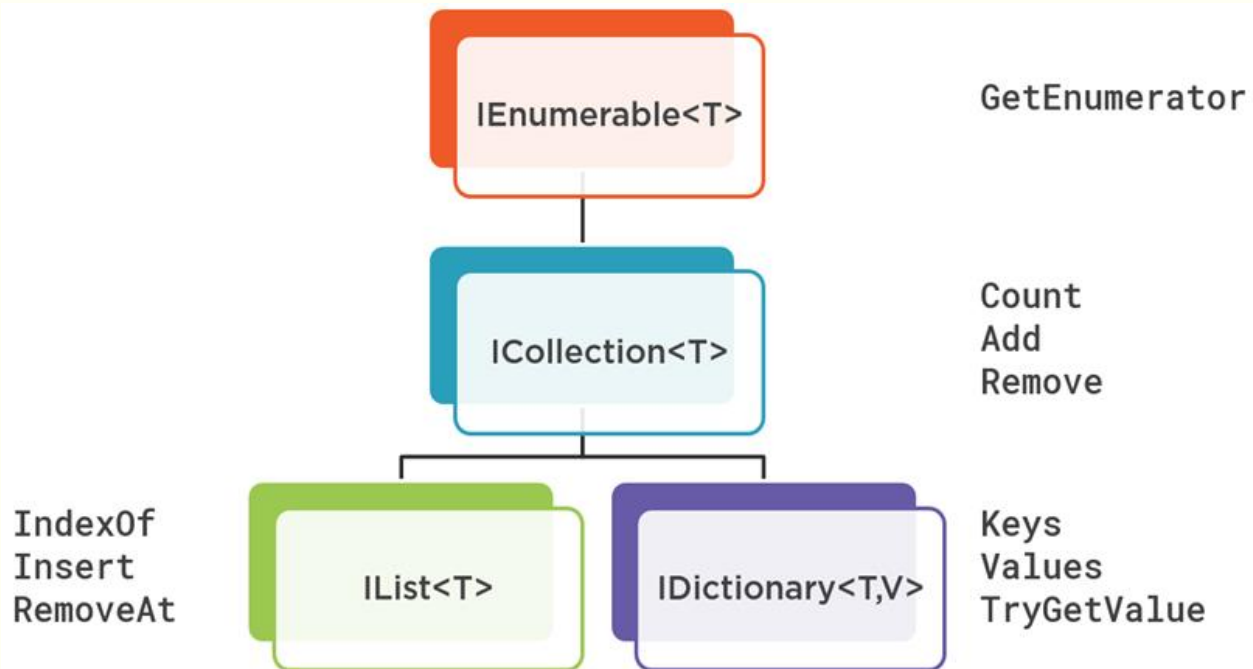 IEnumerable<T>
GetEnumerator
ICollection<T>
Count
Add
Remove
IndexOf
Insert
RemoveAt
IList<T>
IDictionary<T,V>
Keys
Values
TryGetValue